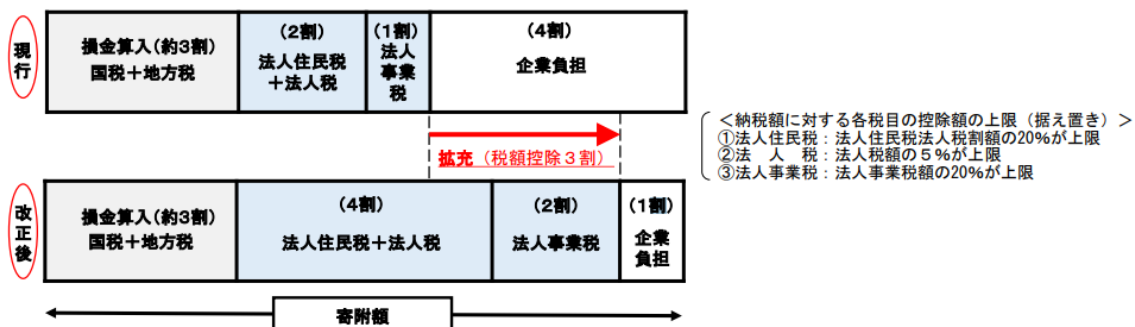 現行
損金算入(約3割)
国税+地方税
(2割)
法人住民税
+法人税
(1割)
法人
事業
税
(4割)
企業負担
拡充(税額控除3割)
<納税額に対する各税目の控除額の上限(据え置き)>
①法人住民税:法人住民税法人税割額の20%が上限
②法 人 税:法人税額の5%が上限
③法人事業税:法人事業税額の20%が上限
改正後
損金算入(約3割)
国税+地方税
(4割)
法人住民税+法人税
(2割)
法人事業税
(1割)
企業
負担
寄附額